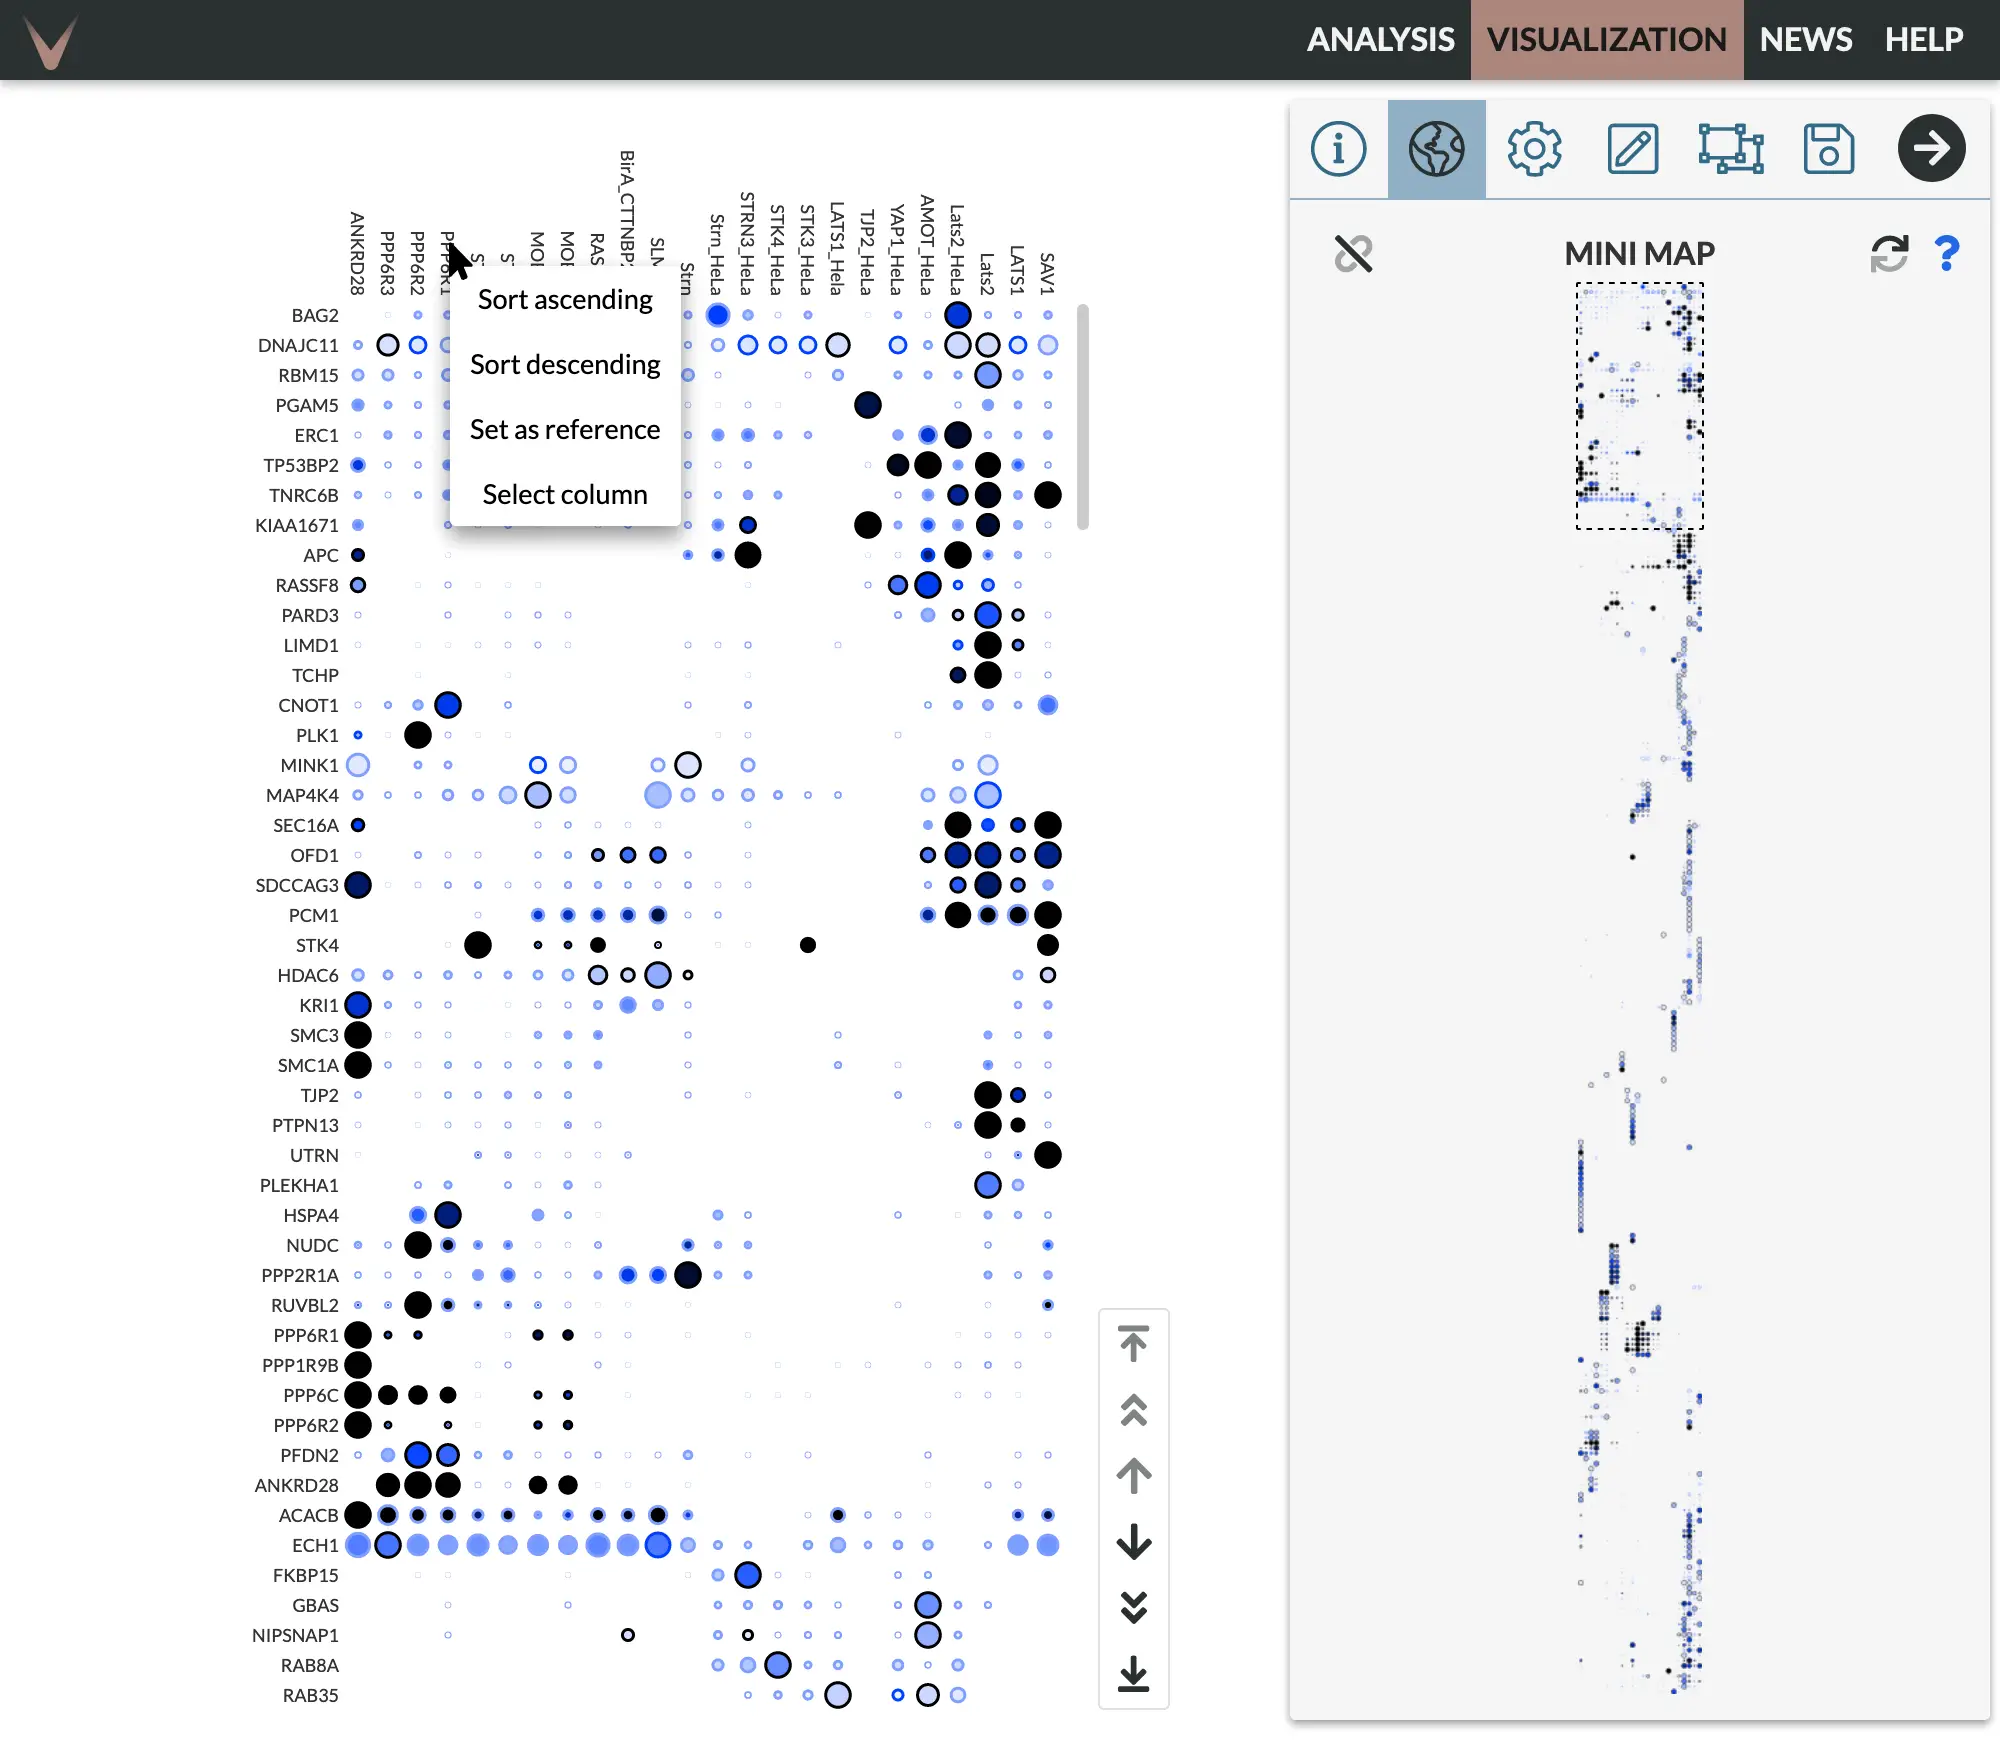 ANALYSIS VISUALIZATION NEWS HELP
MINI MAP
ANKRD28
PPP6R3
PPP6R2
PPP6R1
MO
MO
RAS
BirA_CTTNBP
Strn
Strn_HeLa
STRN3_HeLa
STK4_HeLa
STK3_HeLa
LATS1_Hela
TJP2_HeLa
YAP1_HeLa
AMOT_HeLa
Lats2_HeLa
Lats2
LATS1
SAV1
Sort ascending
Sort descending
Set as reference
Select column
BAG2
DNAJC11
RBM15
PGAM5
ERC1
TP53BP2
TNRC6B
KIAA1671
APC
RASSF8
PARD3
LIMD1
TCHP
CNOT1
PLK1
MINK1
MAP4K4
SEC16A
OFD1
SDCCAG3
PCM1
STK4
HDAC6
KRI1
SMC3
SMC1A
TJP2
PTPN13
UTRN
PLEKHA1
HSPA4
NUDC
PPP2R1A
RUVBL2
PPP6R1
PPP1R9B
PPP6C
PPP6R2
PFDN2
ANKRD28
ACACB
ECH1
FKBP15
GBAS
NIPSNAP1
RAB8A
RAB35